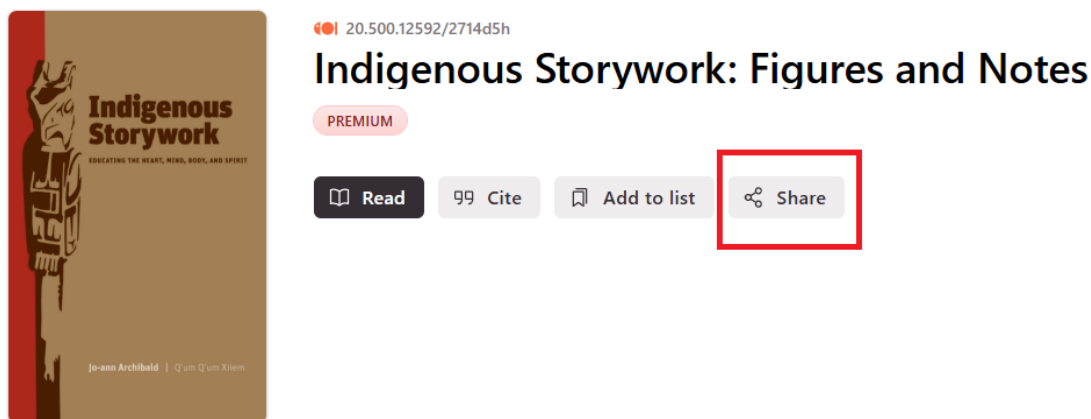 Indigenous
Storywork
EDUCATING THE HEART, MIND, BODY, AND SPIRIT
Jo-ann Archibald | Q'um Q'um Xiiem
20.500.12592/2714d5h
Indigenous Storywork: Figures and Notes
PREMIUM
Read
Cite
Add to list
Share